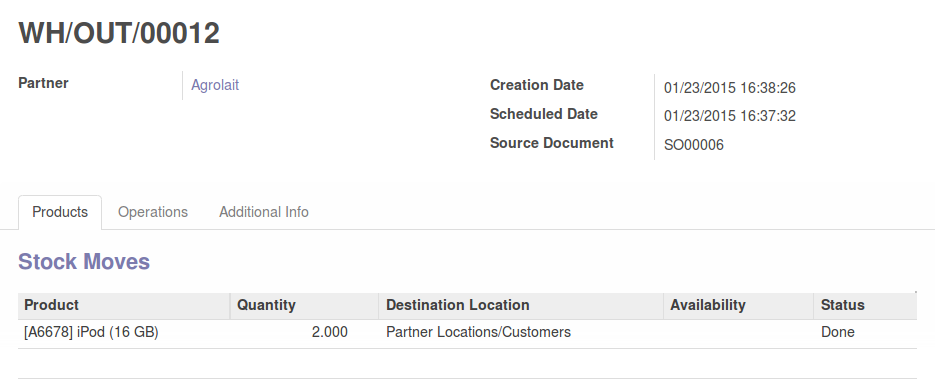 WH/OUT/00012
Partner Agrolait
Creation Date 01/23/2015 16:38:26
Scheduled Date 01/23/2015 16:37:32
Source Document SO00006
Products Operations Additional Info
Stock Moves
Product Quantity Destination Location Availability Status
[A6678] iPod (16 GB) 2.000 Partner Locations/Customers Done